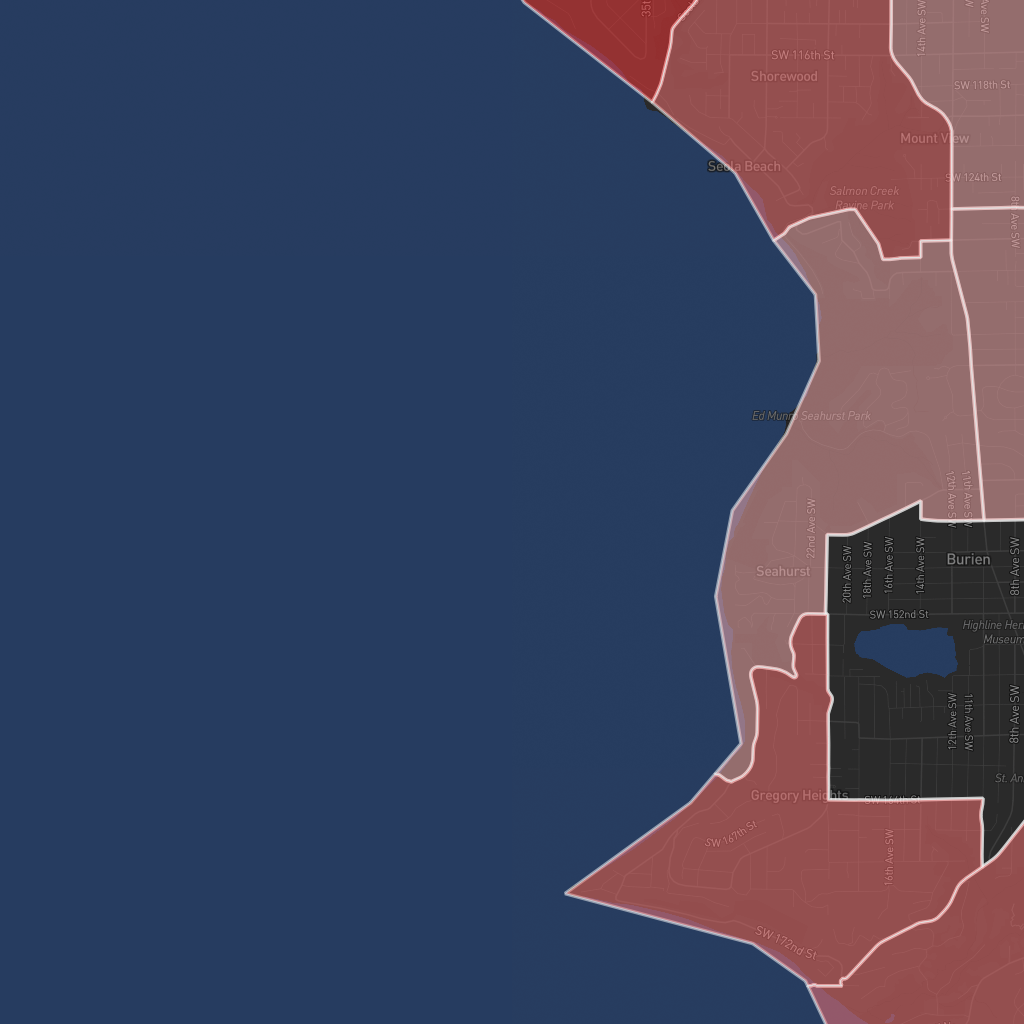 35t
14th Ave SW
Ave SW
SW 116th St
Shorewood
SW 118th St
Mount View
Seola Beach
SW 124th St
Salmon Creek
Ravine Park
8th Ave SW
Ed Munro Seahurst Park
12th Ave SW
11th Ave SW
22nd Ave SW
20th Ave SW
18th Ave SW
16th Ave SW
14th Ave SW
Burien
8th Ave SW
Seahurst
SW 152nd St
Highline Her
Museum
12th Ave SW
11th Ave SW
8th Ave SW
St. An
Gregory Heights
SW 164th St
SW 167th St
16th Ave SW
SW 172nd St